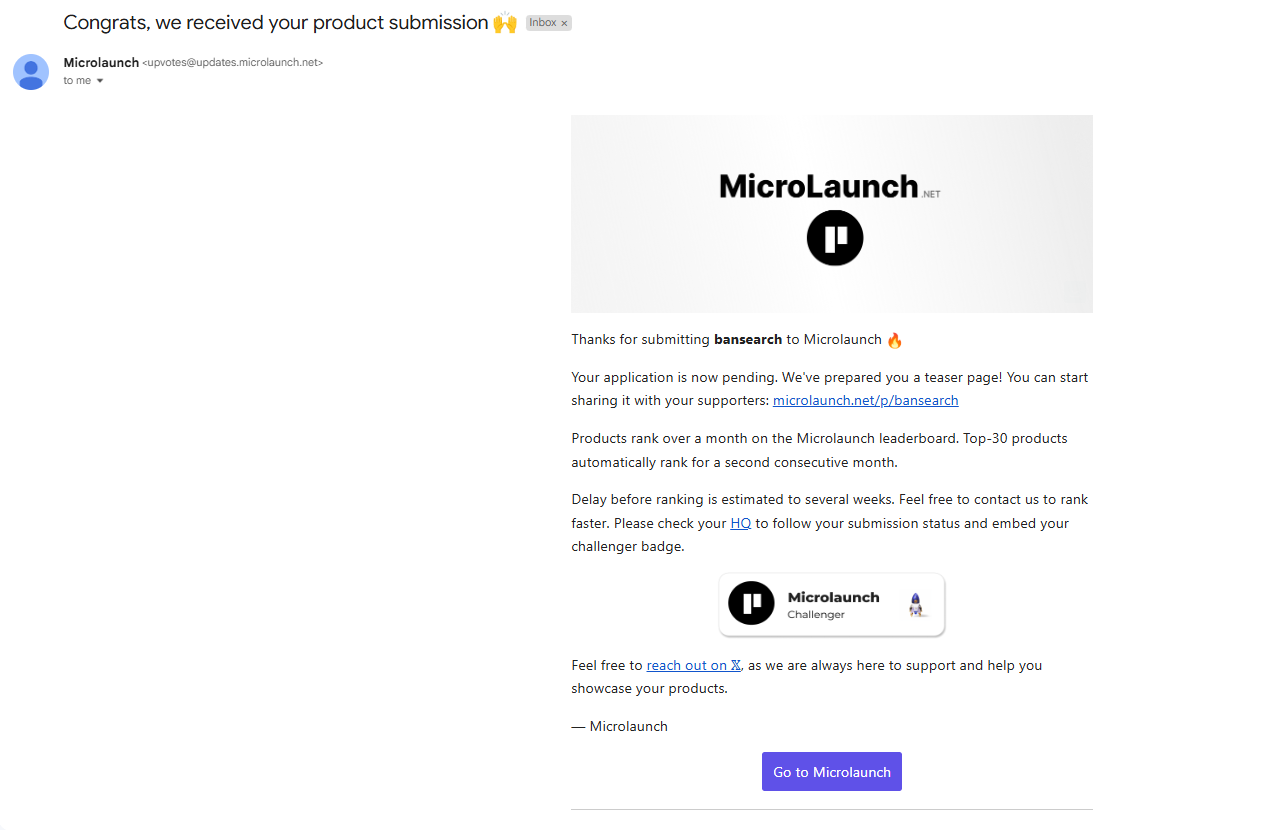 Congrats, we received your product submission 🙌 Inbox ×
Microlaunch <upvotes@updates.microlaunch.net>
to me
MicroLaunch .NET
Thanks for submitting bansearch to Microlaunch 🔥
Your application is now pending. We've prepared you a teaser page! You can start
sharing it with your supporters: microlaunch.net/p/bansearch
Products rank over a month on the Microlaunch leaderboard. Top-30 products
automatically rank for a second consecutive month.
Delay before ranking is estimated to several weeks. Feel free to contact us to rank
faster. Please check your HQ to follow your submission status and embed your
challenger badge.
Microlaunch
Challenger
Feel free to reach out on 𝕏, as we are always here to support and help you
showcase your products.
— Microlaunch
Go to Microlaunch